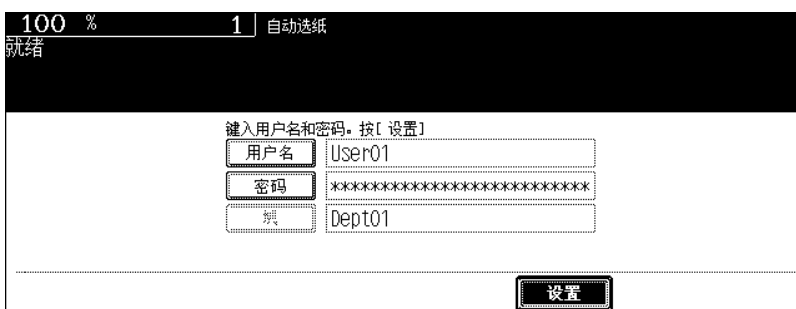 100 % 1 自动选纸
就绪
键入用户名和密码。按[ 设置]
用户名 User01
密码 **************************
域 Dept01
设置